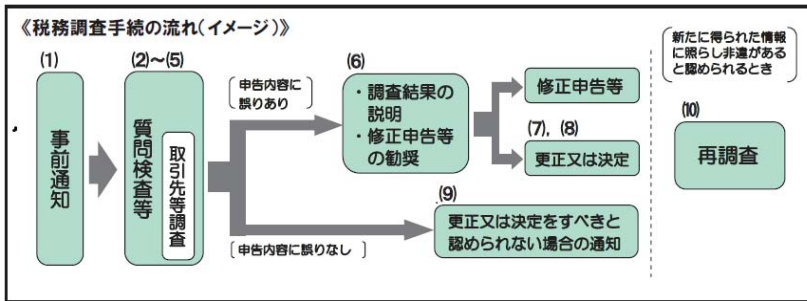 《税務調査手続の流れ(イメージ)》
(1)
事前通知
(2)〜(5)
質問検査等
取引先等調査
申告内容に
誤りあり
(6)
・調査結果の
説明
・修正申告等
の勧奨
修正申告等
(7), (8)
更正又は決定
申告内容に誤りなし
(9)
更正又は決定をすべきと
認められない場合の通知
新たに得られた情報
に照らし非違がある
と認められるとき
(10)
再調査